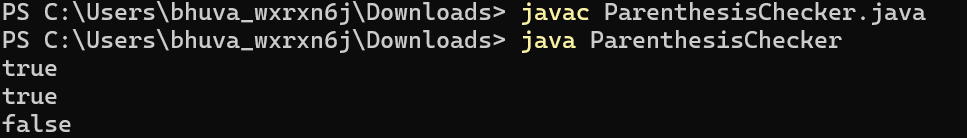 PS C:\Users\bhuva_wxrxn6j\Downloads> javac ParenthesisChecker.java
PS C:\Users\bhuva_wxrxn6j\Downloads> java ParenthesisChecker
true
true
false